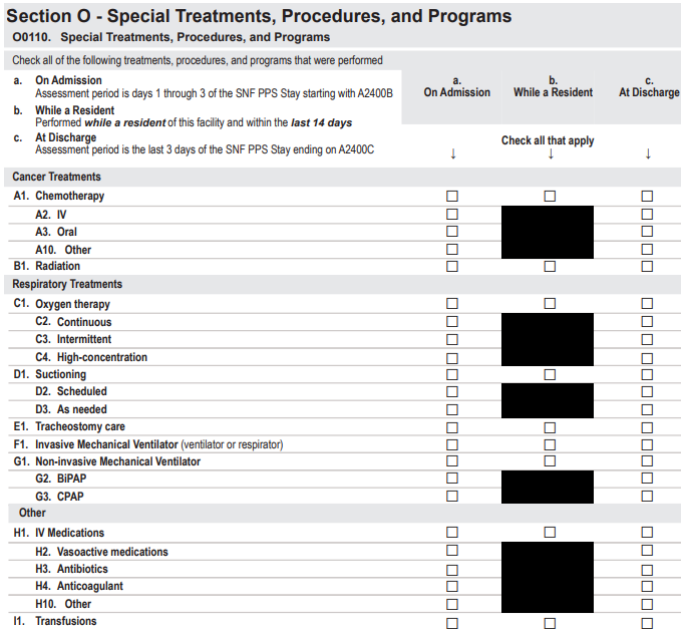 Section O - Special Treatments, Procedures, and Programs
O0110. Special Treatments, Procedures, and Programs
Check all of the following treatments, procedures, and programs that were performed
a. On Admission
Assessment period is days 1 through 3 of the SNF PPS Stay starting with A2400B
b. While a Resident
Performed while a resident of this facility and within the last 14 days
c. At Discharge
Assessment period is the last 3 days of the SNF PPS Stay ending on A2400C
a.
On Admission
b.
While a Resident
c.
At Discharge
Check all that apply
↓ ↓ ↓
Cancer Treatments
A1. Chemotherapy ☐ ☐ ☐
A2. IV ☐ ☐
A3. Oral ☐ ☐
A10. Other ☐ ☐
B1. Radiation ☐ ☐ ☐
Respiratory Treatments
C1. Oxygen therapy ☐ ☐ ☐
C2. Continuous ☐ ☐
C3. Intermittent ☐ ☐
C4. High-concentration ☐ ☐
D1. Suctioning ☐ ☐ ☐
D2. Scheduled ☐ ☐
D3. As needed ☐ ☐
E1. Tracheostomy care ☐ ☐ ☐
F1. Invasive Mechanical Ventilator (ventilator or respirator) ☐ ☐ ☐
G1. Non-invasive Mechanical Ventilator ☐ ☐ ☐
G2. BiPAP ☐ ☐
G3. CPAP ☐ ☐
Other
H1. IV Medications ☐ ☐ ☐
H2. Vasoactive medications ☐ ☐
H3. Antibiotics ☐ ☐
H4. Anticoagulant ☐ ☐
H10. Other ☐ ☐
I1. Transfusions ☐ ☐ ☐